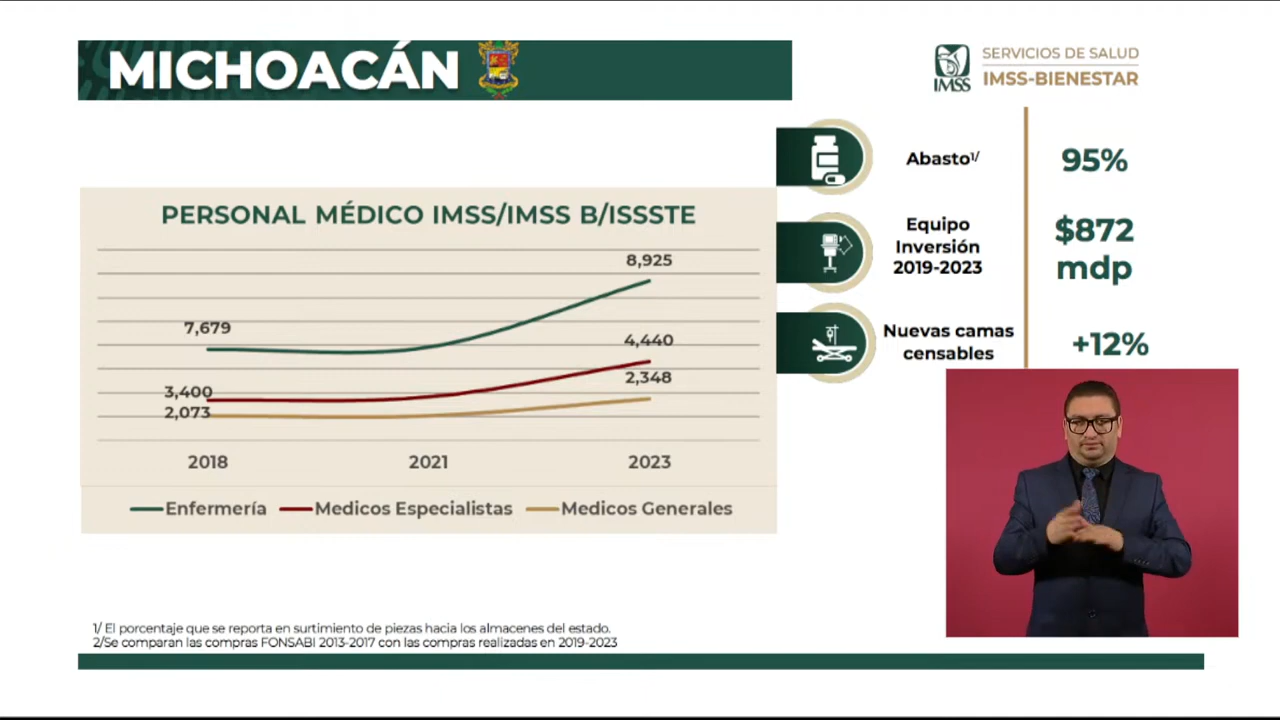 MICHOACÁN
IMSS
SERVICIOS DE SALUD
IMSS-BIENESTAR
Abasto1/
95%
Equipo
Inversión
2019-2023
$872
mdp
Nuevas camas
censables
+12%
PERSONAL MÉDICO IMSS/IMSS B/ISSSTE
8,925
7,679
4,440
2,348
3,400
2,073
2018 2021 2023
Enfermería Medicos Especialistas Medicos Generales
1/ El porcentaje que se reporta en surtimiento de piezas hacia los almacenes del estado.
2/Se comparan las compras FONSABI 2013-2017 con las compras realizadas en 2019-2023